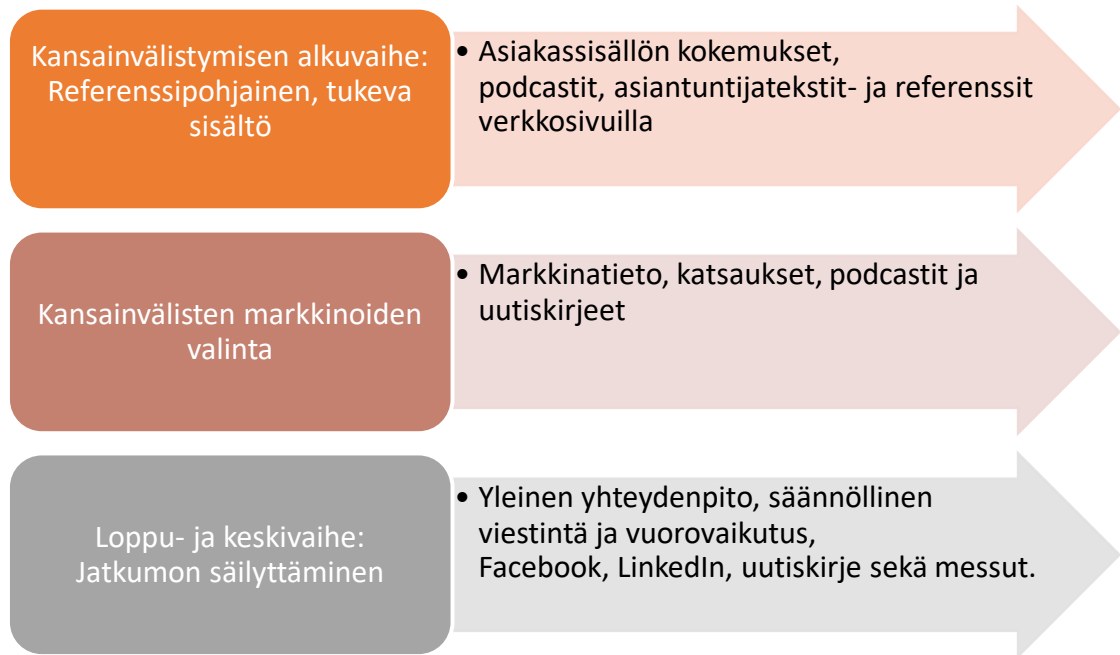 Kansainvälistymisen alkuvaihe:
Referenssipohjainen, tukeva
sisältö
• Asiakassisällön kokemukset,
podcastit, asiantuntijatekstit- ja referenssit
verkkosivuilla
Kansainvälisten markkinoiden
valinta
• Markkinatieto, katsaukset, podcastit ja
uutiskirjeet
Loppu- ja keskivaihe:
Jatkumon säilyttäminen
• Yleinen yhteydenpito, säännöllinen
viestintä ja vuorovaikutus,
Facebook, LinkedIn, uutiskirje sekä messut.